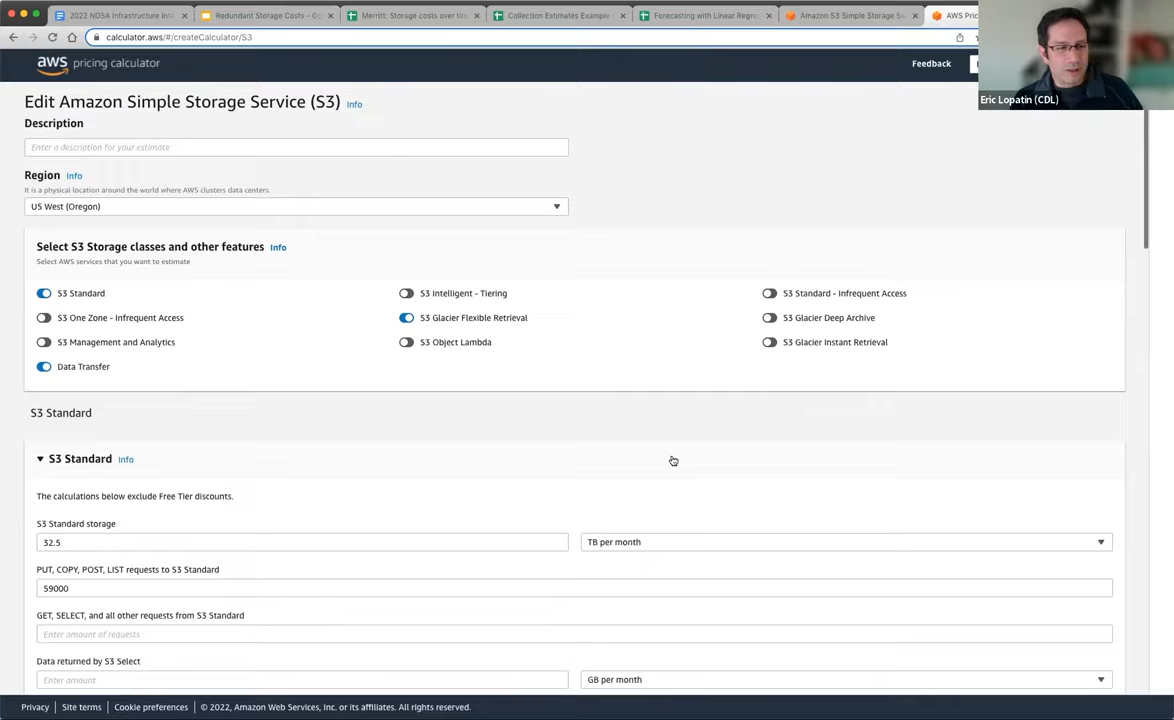 2022 NDSA Infrastructure Int
Redundant Storage Costs - Go
Merritt: Storage costs over tim
Collection Estimates Example
Forecasting with Linear Regre
Amazon S3 Simple Storage Se
AWS Pric
calculator.aws/#/createCalculator/S3
aws pricing calculator
Feedback
Eric Lopatin (CDL)
Edit Amazon Simple Storage Service (S3) Info
Description
Enter a description for your estimate
Region Info
It is a physical location around the world where AWS clusters data centers.
US West (Oregon)
Select S3 Storage classes and other features Info
Select AWS services that you want to estimate
S3 Standard
S3 Intelligent - Tiering
S3 Standard - Infrequent Access
S3 One Zone - Infrequent Access
S3 Glacier Flexible Retrieval
S3 Glacier Deep Archive
S3 Management and Analytics
S3 Object Lambda
S3 Glacier Instant Retrieval
Data Transfer
S3 Standard
S3 Standard Info
The calculations below exclude Free Tier discounts.
S3 Standard storage
32.5
TB per month
PUT, COPY, POST, LIST requests to S3 Standard
59000
GET, SELECT, and all other requests from S3 Standard
Enter amount of requests
Data returned by S3 Select
Enter amount
GB per month
Privacy | Site terms | Cookie preferences | © 2022, Amazon Web Services, Inc. or its affiliates. All rights reserved.